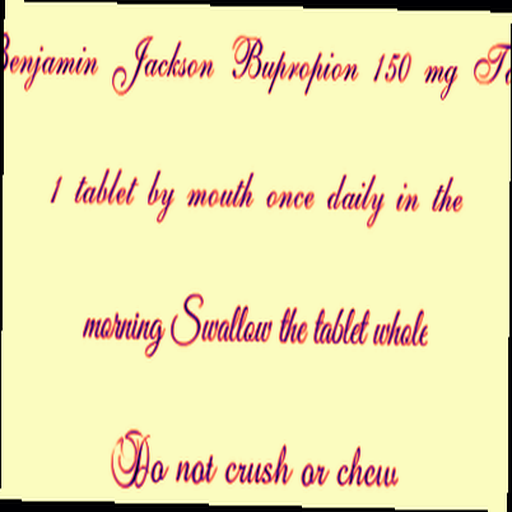 Benjamin Jackson Bupropion 150 mg
1 tablet by mouth once daily in the
morning Swallow the tablet whole
Do not crush or chew